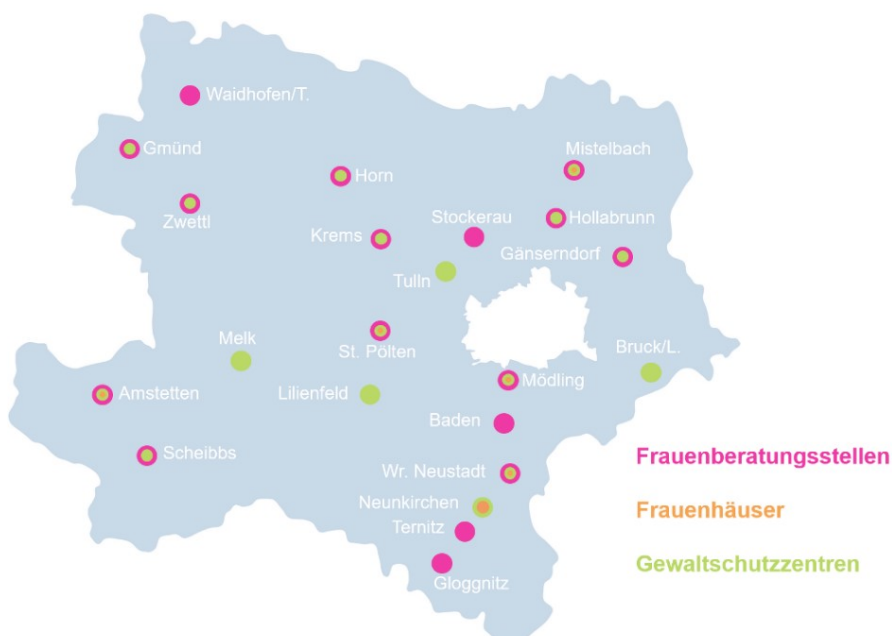 Waidhofen/T.
Gmünd
Mistelbach
Horn
Zwettl
Stockerau
Hollabrunn
Krems
Gänserndorf
Tulln
Melk
St. Pölten
Bruck/L.
Amstetten
Lilienfeld
Mödling
Baden
Scheibbs
Wr. Neustadt
Neunkirchen
Ternitz
Gloggnitz
Frauenberatungsstellen
Frauenhäuser
Gewaltschutzzentren